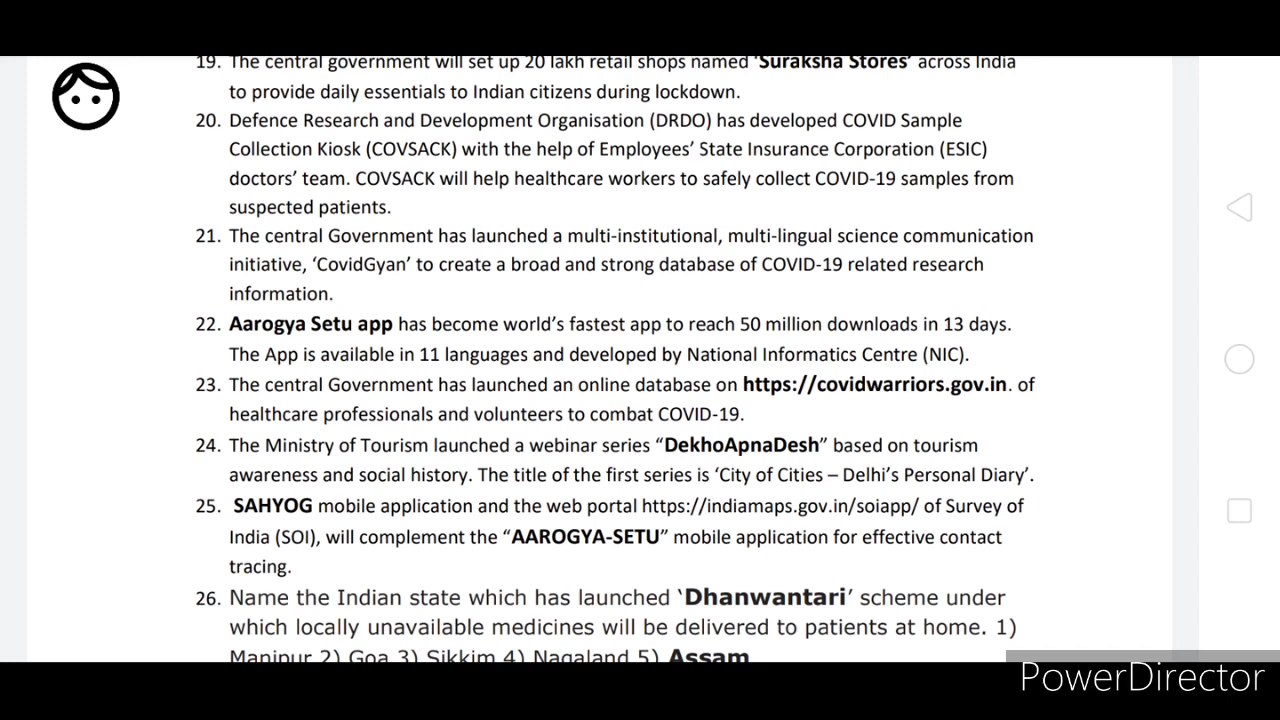 19. The central government will set up 20 lakh retail shops named ‘Suraksha Stores’ across India
to provide daily essentials to Indian citizens during lockdown.
20. Defence Research and Development Organisation (DRDO) has developed COVID Sample
Collection Kiosk (COVSACK) with the help of Employees’ State Insurance Corporation (ESIC)
doctors’ team. COVSACK will help healthcare workers to safely collect COVID-19 samples from
suspected patients.
21. The central Government has launched a multi-institutional, multi-lingual science communication
initiative, ‘CovidGyan’ to create a broad and strong database of COVID-19 related research
information.
22. Aarogya Setu app has become world’s fastest app to reach 50 million downloads in 13 days.
The App is available in 11 languages and developed by National Informatics Centre (NIC).
23. The central Government has launched an online database on https://covidwarriors.gov.in. of
healthcare professionals and volunteers to combat COVID-19.
24. The Ministry of Tourism launched a webinar series “DekhoApnaDesh” based on tourism
awareness and social history. The title of the first series is ‘City of Cities – Delhi’s Personal Diary’.
25. SAHYOG mobile application and the web portal https://indiamaps.gov.in/soiapp/ of Survey of
India (SOI), will complement the “AAROGYA-SETU” mobile application for effective contact
tracing.
26. Name the Indian state which has launched ‘Dhanwantari’ scheme under
which locally unavailable medicines will be delivered to patients at home. 1)
Manipur 2) Goa 3) Sikkim 4) Nagaland 5) Assam
PowerDirector